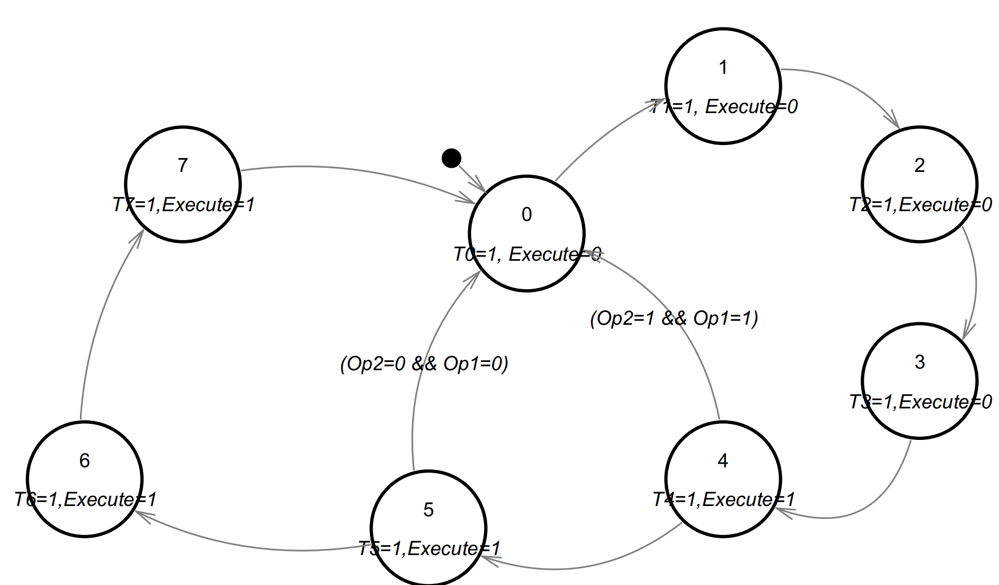 1
T1=1, Execute=0
2
T2=1,Execute=0
7
T7=1,Execute=1
0
T0=1, Execute=0
(Op2=1 && Op1=1)
(Op2=0 && Op1=0)
3
T3=1,Execute=0
4
T4=1,Execute=1
6
T6=1,Execute=1
5
T5=1,Execute=1